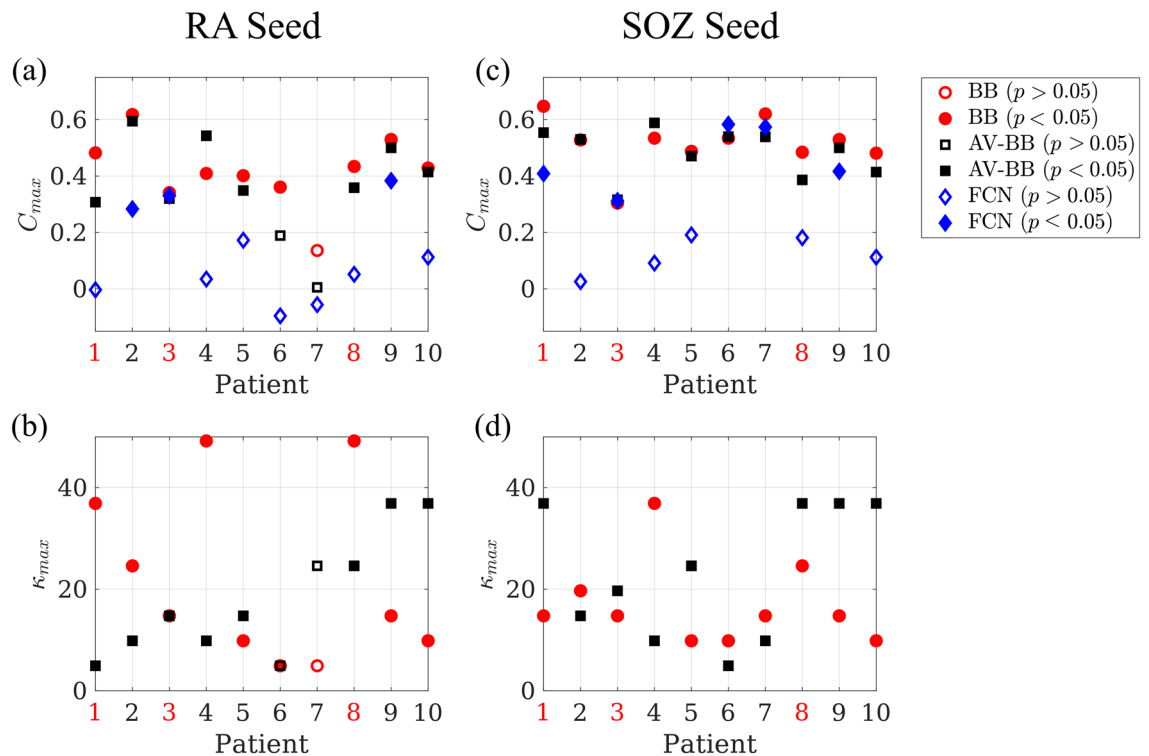 RA Seed
SOZ Seed
(a)
0.6
0.4
0.2
0
C_max
1 2 3 4 5 6 7 8 9 10
Patient
(c)
0.6
0.4
0.2
0
C_max
1 2 3 4 5 6 7 8 9 10
Patient
BB (p > 0.05)
BB (p < 0.05)
AV-BB (p > 0.05)
AV-BB (p < 0.05)
FCN (p > 0.05)
FCN (p < 0.05)
(b)
40
20
0
κ_max
1 2 3 4 5 6 7 8 9 10
Patient
(d)
40
20
0
κ_max
1 2 3 4 5 6 7 8 9 10
Patient